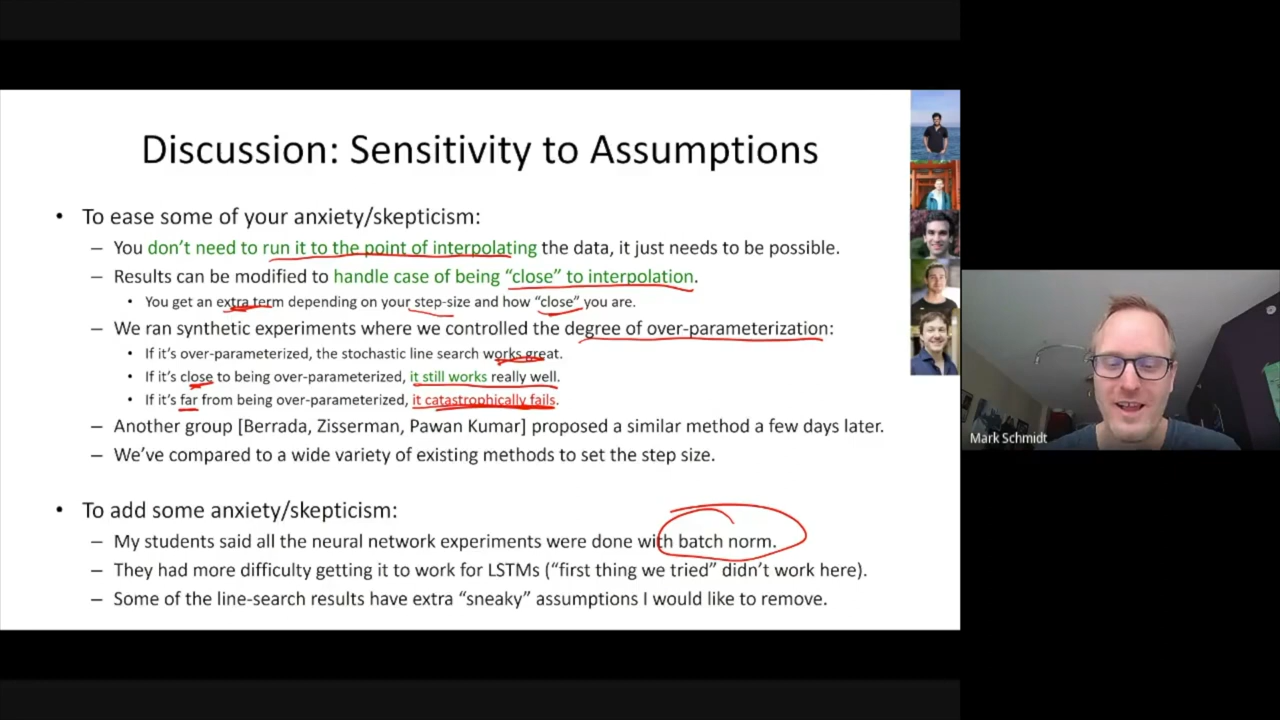 Discussion: Sensitivity to Assumptions
• To ease some of your anxiety/skepticism:
– You don't need to run it to the point of interpolating the data, it just needs to be possible.
– Results can be modified to handle case of being “close” to interpolation.
• You get an extra term depending on your step-size and how “close” you are.
– We ran synthetic experiments where we controlled the degree of over-parameterization:
• If it's over-parameterized, the stochastic line search works great.
• If it's close to being over-parameterized, it still works really well.
• If it's far from being over-parameterized, it catastrophically fails.
– Another group [Berrada, Zisserman, Pawan Kumar] proposed a similar method a few days later.
– We've compared to a wide variety of existing methods to set the step size.
• To add some anxiety/skepticism:
– My students said all the neural network experiments were done with batch norm.
– They had more difficulty getting it to work for LSTMs (“first thing we tried” didn't work here).
– Some of the line-search results have extra “sneaky” assumptions I would like to remove.
Mark Schmidt